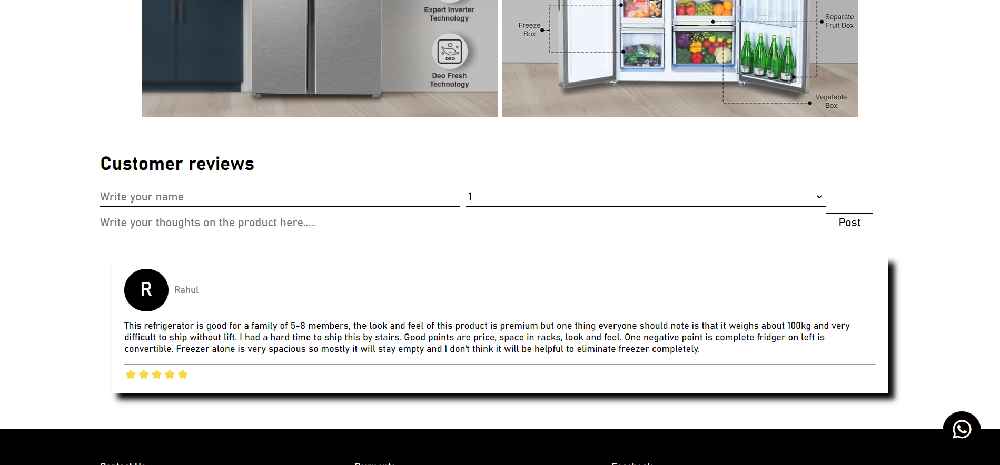 Expert Inverter
Technology
DEO
Deo Fresh
Technology
Freeze
Box
Separate
Fruit Box
Vegetable
Box
Customer reviews
Write your name
1
Write your thoughts on the product here.....
Post
R
Rahul
This refrigerator is good for a family of 5-8 members, the look and feel of this product is premium but one thing everyone should note is that it weighs about 100kg and very
difficult to ship without lift. I had a hard time to ship this by stairs. Good points are price, space in racks, look and feel. One negative point is complete fridger on left is
convertible. Freezer alone is very spacious so mostly it will stay empty and I don't think it will be helpful to eliminate freezer completely.
Contact Us
Payments
Facebook